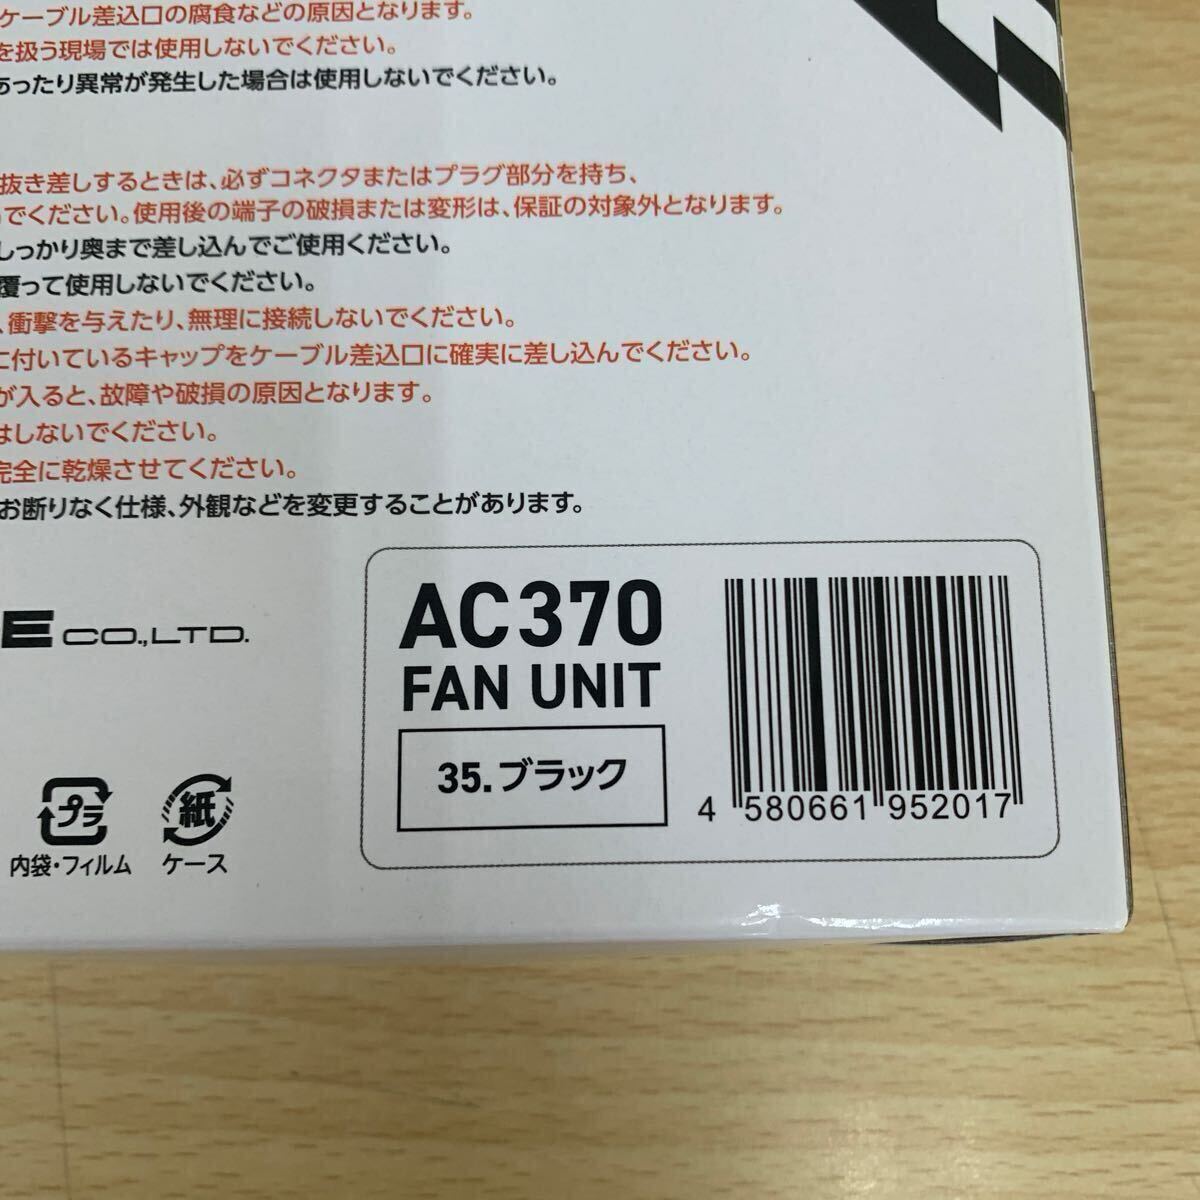 ケーブル差込口の腐食などの原因となります。
を扱う現場では使用しないでください。
あったり異常が発生した場合は使用しないでください。
抜き差しするときは、必ずコネクタまたはプラグ部分を持ち、
でください。使用後の端子の破損または変形は、保証の対象外となります。
しっかり奥まで差し込んでご使用ください。
覆って使用しないでください。
、衝撃を与えたり、無理に接続しないでください。
に付いているキャップをケーブル差込口に確実に差し込んでください。
が入ると、故障や破損の原因となります。
はしないでください。
完全に乾燥させてください。
お断りなく仕様、外観などを変更することがあります。
E CO.,LTD.
プラ
内袋・フィルム
紙
ケース
AC370
FAN UNIT
35.ブラック
4 580661 952017